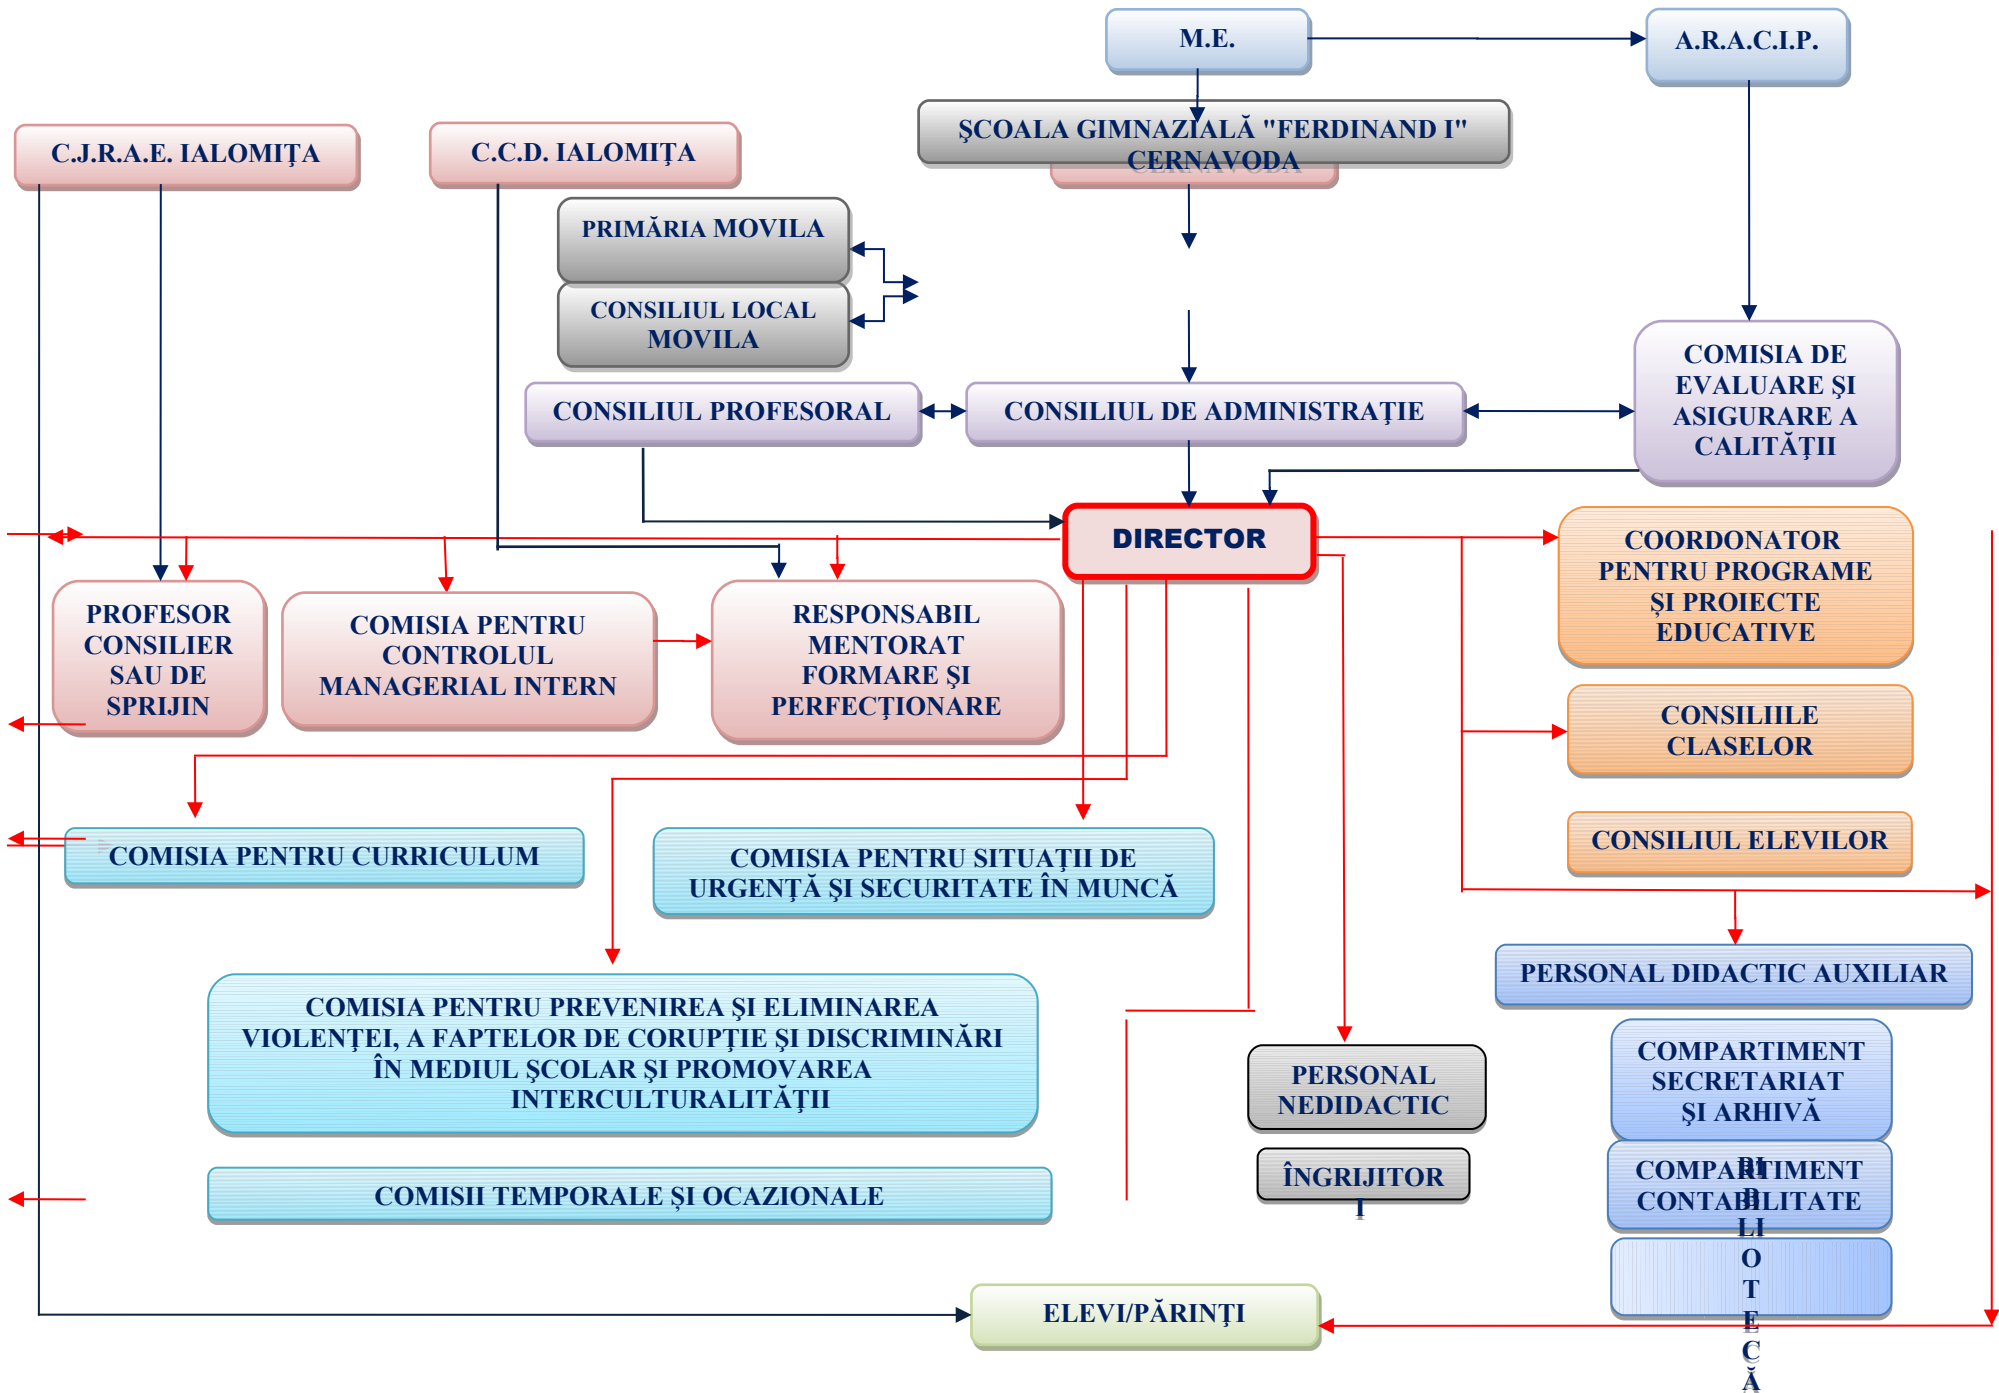 M.E.
A.R.A.C.I.P.
ŞCOALA GIMNAZIALĂ "FERDINAND I"
CERNAVODA
C.J.R.A.E. IALOMIŢA
C.C.D. IALOMIŢA
PRIMĂRIA MOVILA
CONSILIUL LOCAL
MOVILA
COMISIA DE
EVALUARE ŞI
ASIGURARE A
CALITĂŢII
CONSILIUL PROFESORAL
CONSILIUL DE ADMINISTRAŢIE
DIRECTOR
COORDONATOR
PENTRU PROGRAME
ȘI PROIECTE
EDUCATIVE
PROFESOR
CONSILIER
SAU DE
SPRIJIN
COMISIA PENTRU
CONTROLUL
MANAGERIAL INTERN
RESPONSABIL
MENTORAT
FORMARE ŞI
PERFECŢIONARE
CONSILIILE
CLASELOR
CONSILIUL ELEVILOR
COMISIA PENTRU CURRICULUM
COMISIA PENTRU SITUAŢII DE
URGENŢĂ ŞI SECURITATE ÎN MUNCĂ
PERSONAL DIDACTIC AUXILIAR
COMISIA PENTRU PREVENIREA ŞI ELIMINAREA
VIOLENŢEI, A FAPTELOR DE CORUPŢIE ŞI DISCRIMINĂRI
ÎN MEDIUL ŞCOLAR ŞI PROMOVAREA
INTERCULTURALITĂŢII
PERSONAL
NEDIDACTIC
COMPARTIMENT
SECRETARIAT
ŞI ARHIVĂ
COMISII TEMPORALE ȘI OCAZIONALE
ÎNGRIJITOR
I
COMPARTIMENT
CONTABILITATE
BI
B
LI
O
T
E
C
Ă
ELEVI/PĂRINŢI